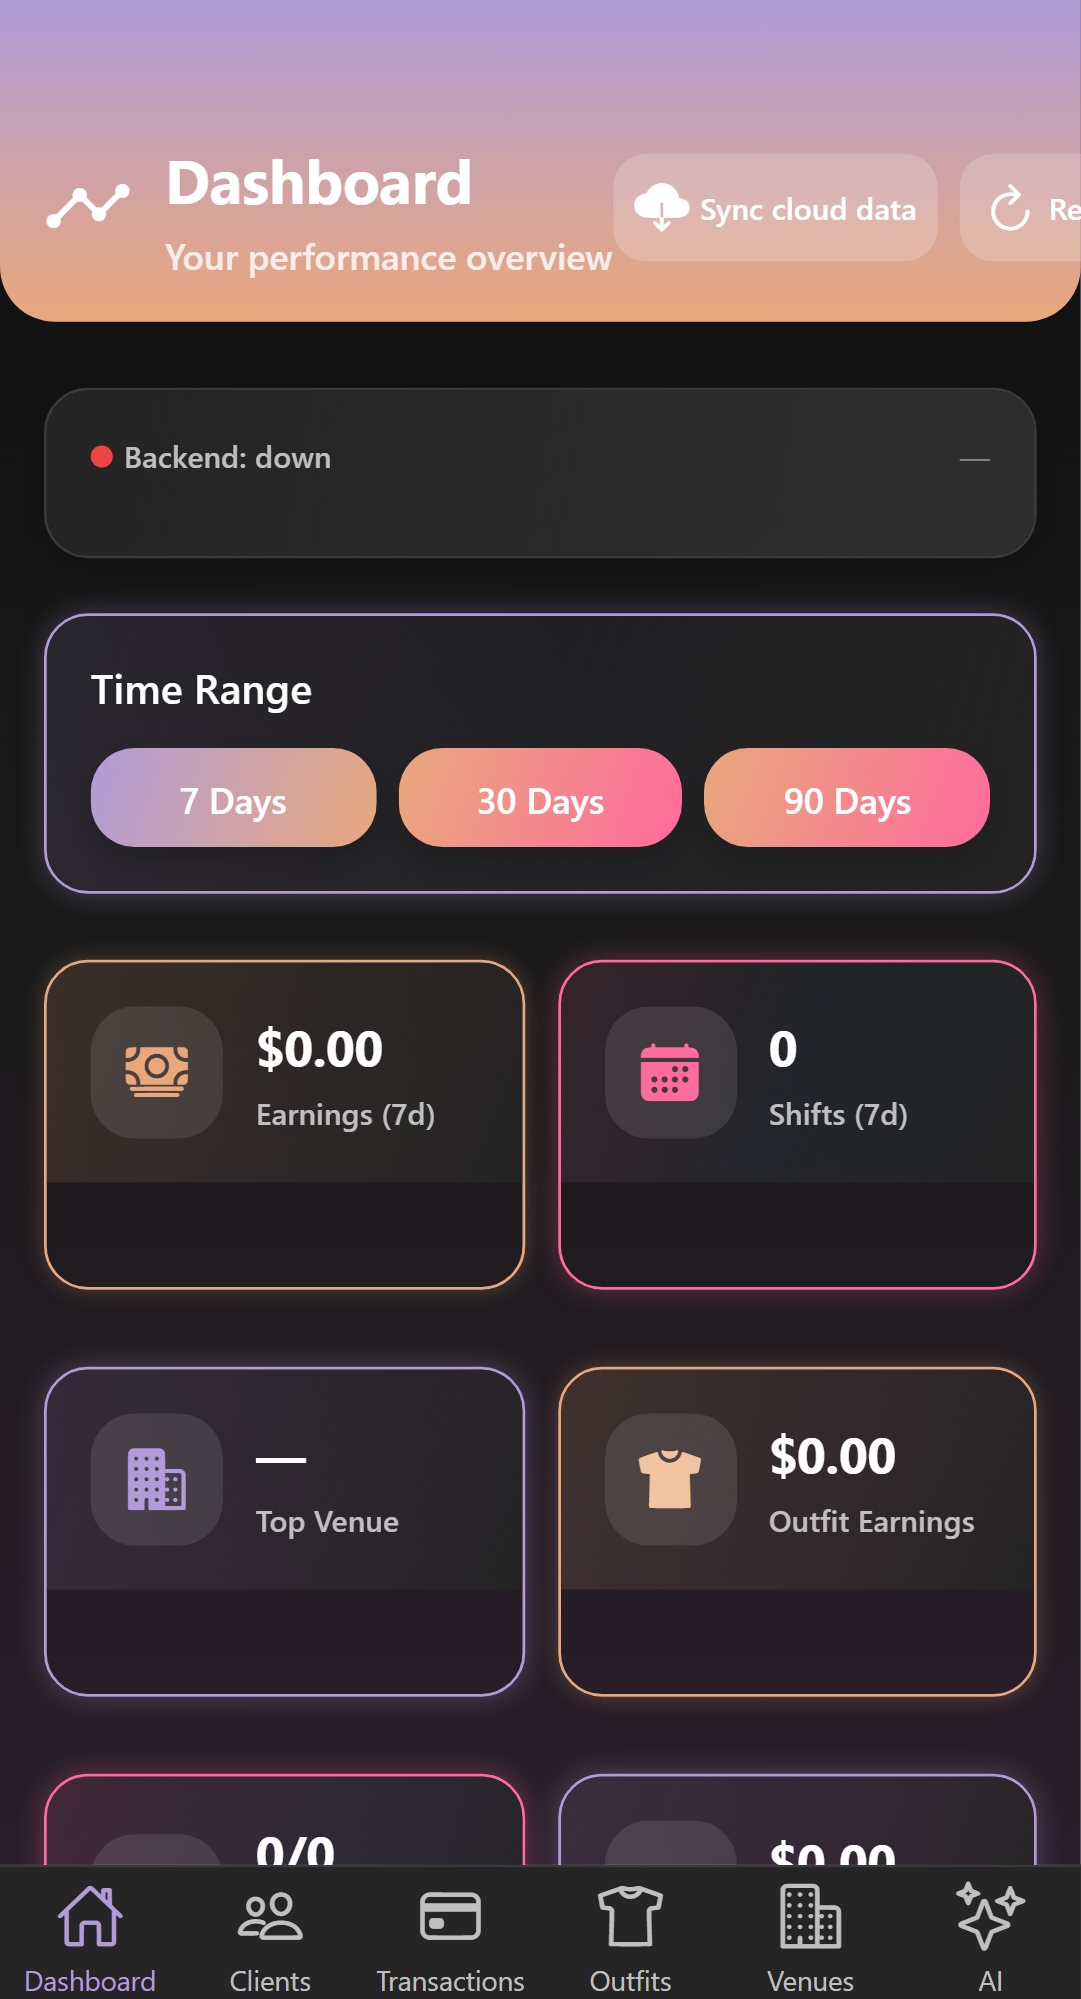 Dashboard
Your performance overview
Sync cloud data
Re
Backend: down
—
Time Range
7 Days
30 Days
90 Days
$0.00
Earnings (7d)
0
Shifts (7d)
—
Top Venue
$0.00
Outfit Earnings
0/0
$0.00
Dashboard
Clients
Transactions
Outfits
Venues
AI